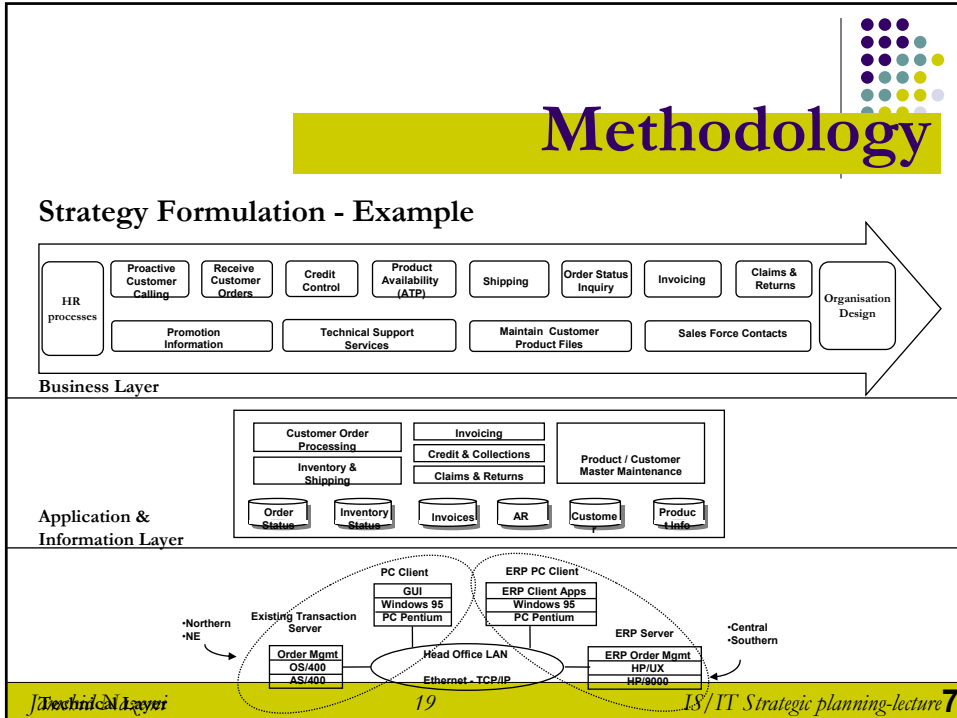 Methodology
Strategy Formulation - Example
HR
processes
Proactive
Customer
Calling
Receive
Customer
Orders
Credit
Control
Product
Availability
(ATP)
Shipping
Order Status
Inquiry
Invoicing
Claims &
Returns
Organisation
Design
Promotion
Information
Technical Support
Services
Maintain Customer
Product Files
Sales Force Contacts
Business Layer
Customer Order
Processing
Inventory &
Shipping
Invoicing
Credit & Collections
Claims & Returns
Product / Customer
Master Maintenance
Order
Status
Inventory
Status
Invoices
AR
Custome
r
Produc
t Info
Application &
Information Layer
PC Client
GUI
Windows 95
PC Pentium
ERP PC Client
ERP Client Apps
Windows 95
PC Pentium
•Northern
•NE
Existing Transaction
Server
Order Mgmt
OS/400
AS/400
Head Office LAN
Ethernet - TCP/IP
ERP Server
ERP Order Mgmt
HP/UX
HP/9000
•Central
•Southern
Technical Layer
19
IS/IT Strategic planning-lecture7